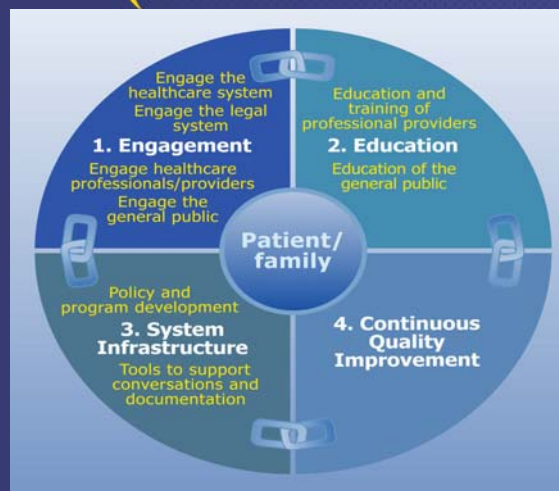 Engage the
healthcare system
Engage the legal
system
1. Engagement
Engage healthcare
professionals/providers
Engage the
general public
Education and
training of
professional providers
2. Education
Education of the
general public
Patient/
family
Policy and
program development
3. System
Infrastructure
Tools to support
conversations and
documentation
4. Continuous
Quality
Improvement